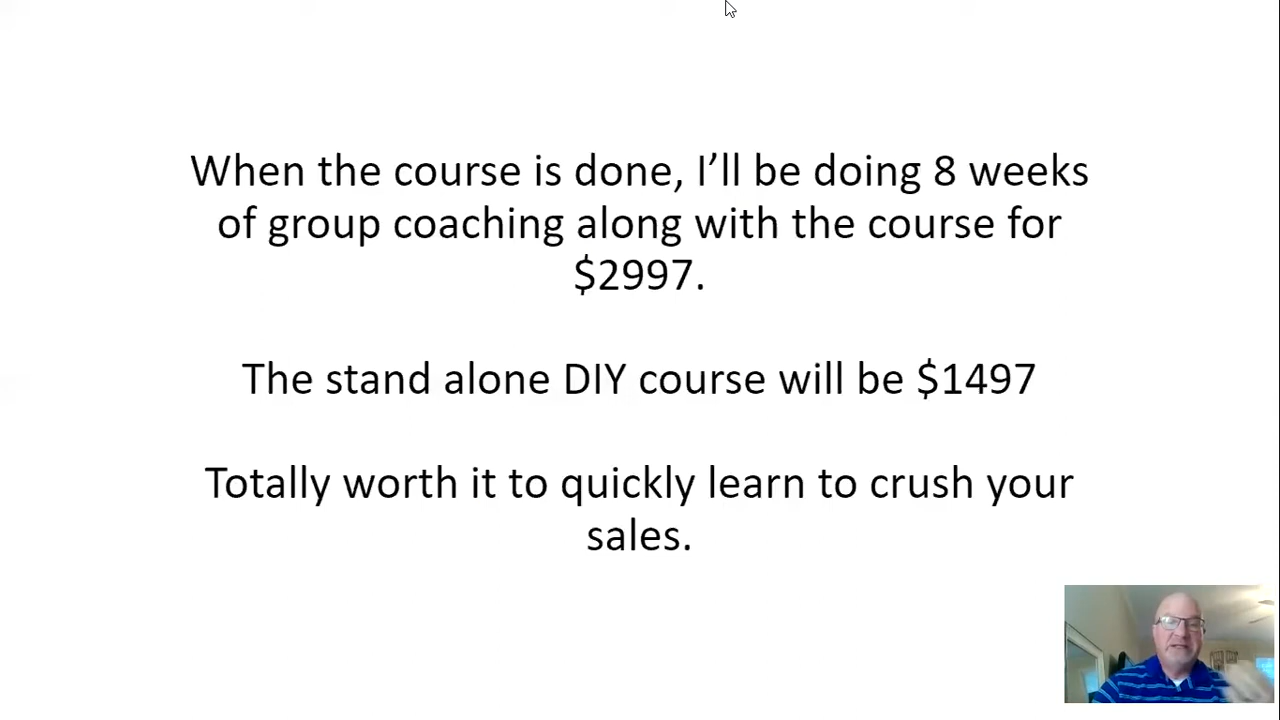 When the course is done, I’ll be doing 8 weeks
of group coaching along with the course for
$2997.
The stand alone DIY course will be $1497
Totally worth it to quickly learn to crush your
sales.